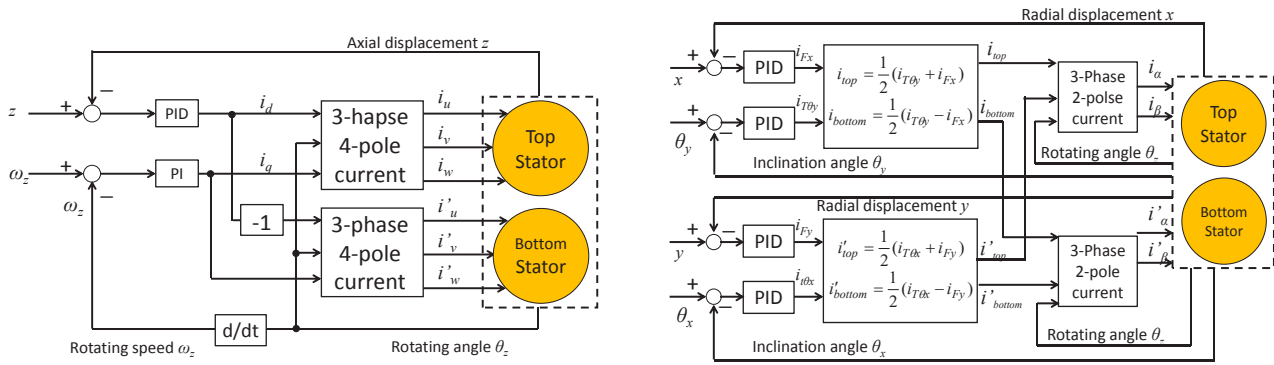 Axial displacement z
z
+
−
PID
i_d
3-hapse
4-pole
current
i_u
i_v
i_w
Top
Stator
ω_z
+
−
PI
i_q
ω_z
-1
3-phase
4-pole
current
i'_u
i'_v
i'_w
Bottom
Stator
d/dt
Rotating speed ω_z
Rotating angle θ_z
Radial displacement x
+
−
x
PID
i_Fx
i_top = 1/2 (i_Tθy + i_Fx)
i_bottom = 1/2 (i_Tθy − i_Fx)
i_top
i_bottom
3-Phase
2-polse
current
i_α
i_β
Top
Stator
+
−
θ_y
PID
i_Tθy
Inclination angle θ_y
Rotating angle θ_z
Radial displacement y
+
−
y
PID
i_Fy
i'_top = 1/2 (i_Tθx + i_Fy)
i'_bottom = 1/2 (i_Tθx − i_Fy)
i'_top
i'_bottom
3-Phase
2-pole
current
i'_α
i'_β
Bottom
Stator
+
−
θ_x
PID
i_tθx
Inclination angle θ_x
Rotating angle θ_z